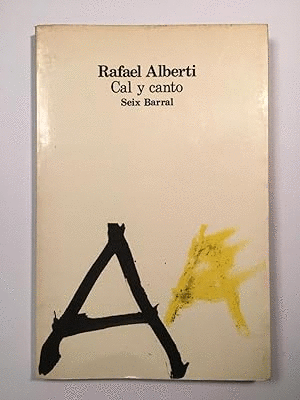 Rafael Alberti
Cal y canto
Seix Barral
A A